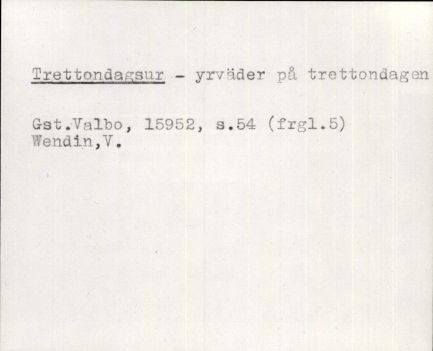 Trettondagsur - yrväder på trettondagen
Gst.Valbo, 15952, s.54 (frgl.5)
Wendin,V.